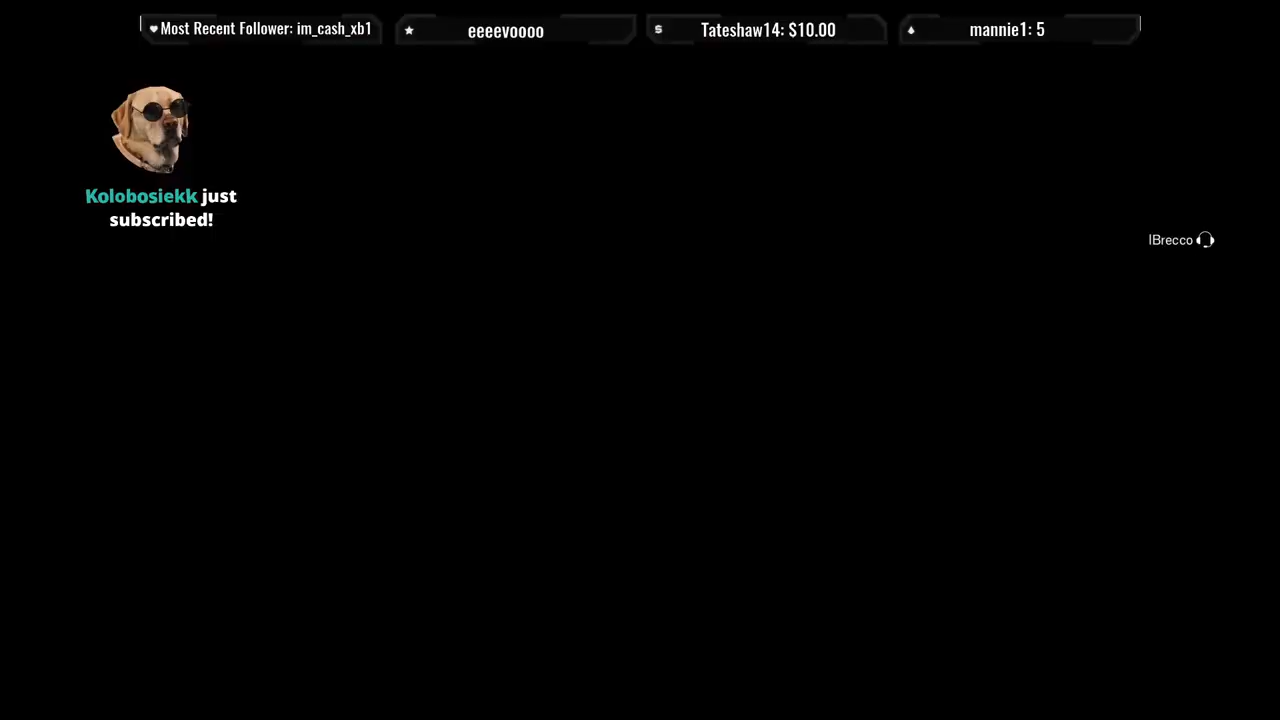 Most Recent Follower: im_cash_xb1
eeeevoooo
Tateshaw14: $10.00
mannie1: 5
Kolobosiekk just
subscribed!
IBrecco